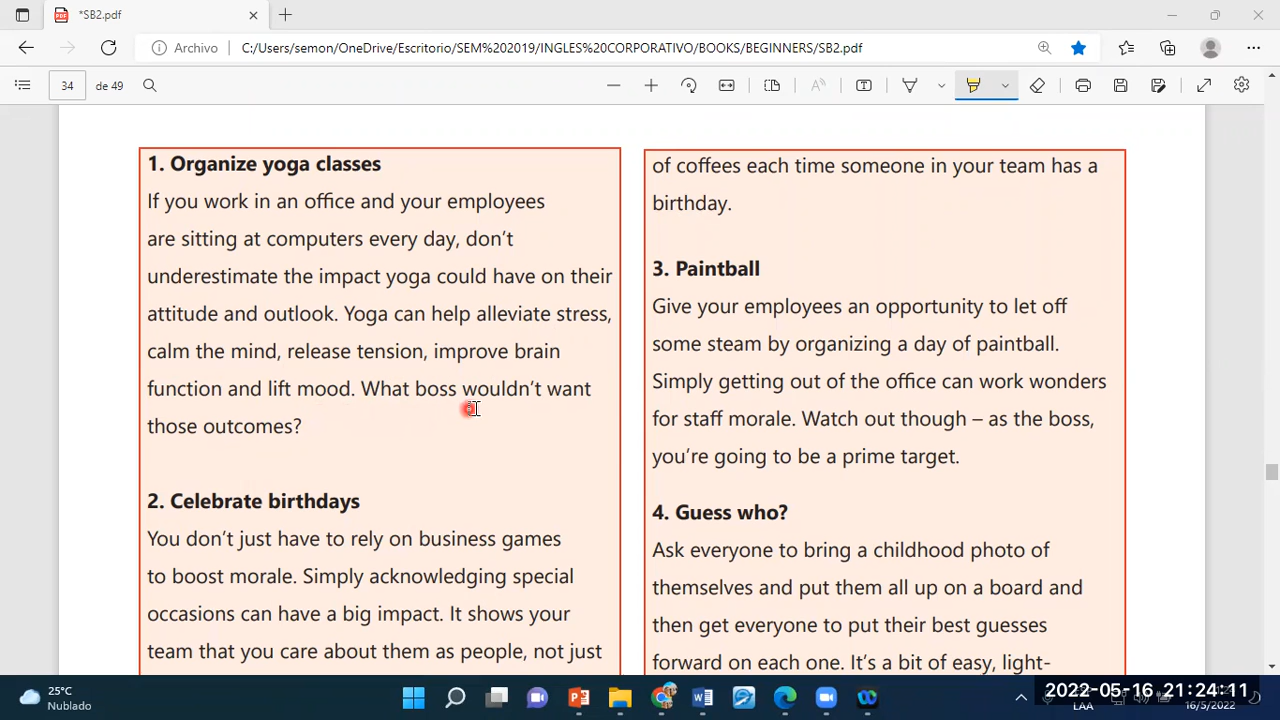 *SB2.pdf
Archivo
C:/Users/semon/OneDrive/Escritorio/SEM%202019/INGLES%20CORPORATIVO/BOOKS/BEGINNERS/SB2.pdf
34
de 49
1. Organize yoga classes
If you work in an office and your employees
are sitting at computers every day, don't
underestimate the impact yoga could have on their
attitude and outlook. Yoga can help alleviate stress,
calm the mind, release tension, improve brain
function and lift mood. What boss wouldn't want
those outcomes?
2. Celebrate birthdays
You don't just have to rely on business games
to boost morale. Simply acknowledging special
occasions can have a big impact. It shows your
team that you care about them as people, not just
of coffees each time someone in your team has a
birthday.
3. Paintball
Give your employees an opportunity to let off
some steam by organizing a day of paintball.
Simply getting out of the office can work wonders
for staff morale. Watch out though – as the boss,
you're going to be a prime target.
4. Guess who?
Ask everyone to bring a childhood photo of
themselves and put them all up on a board and
then get everyone to put their best guesses
forward on each one. It's a bit of easy, light-
25°C
Nublado
LAA
2022-05-16 21:24:11
16/5/2022